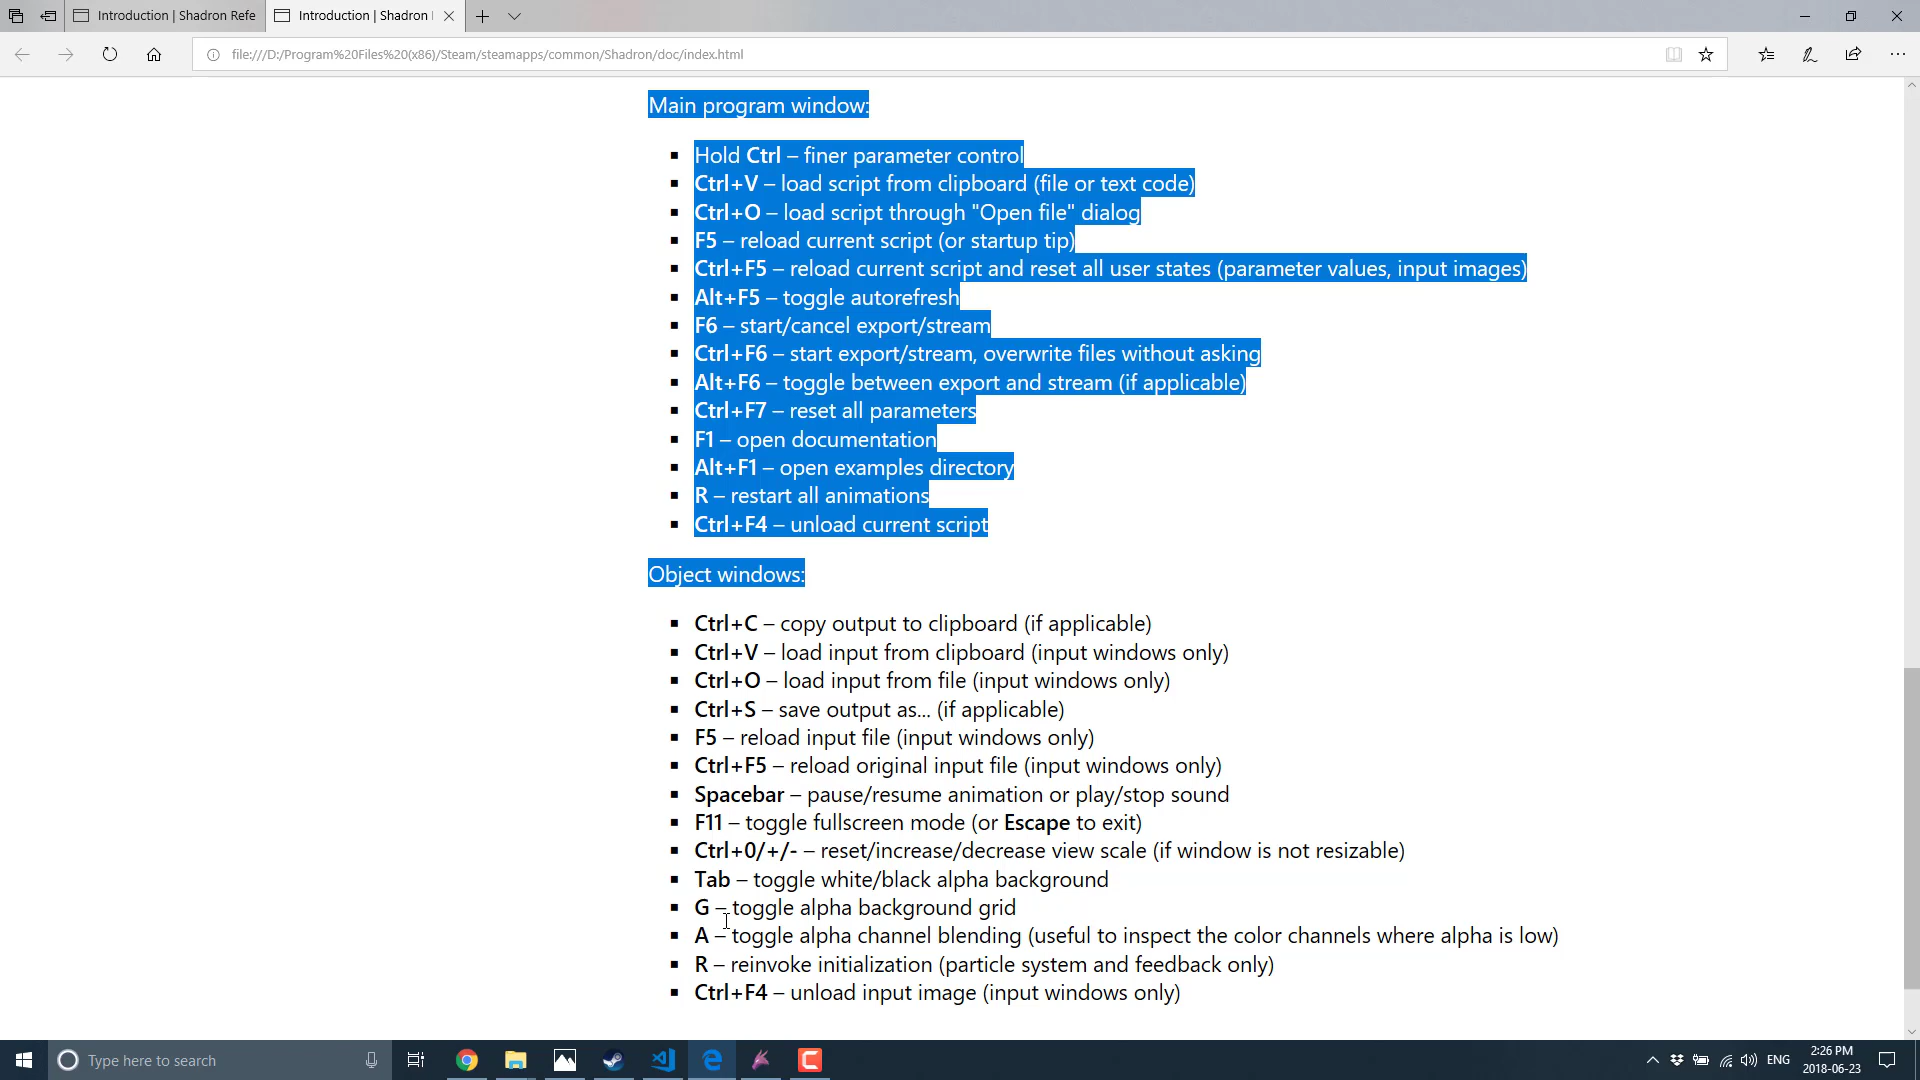 Introduction | Shadron Refe
Introduction | Shadron
file:///D:/Program%20Files%20(x86)/Steam/steamapps/common/Shadron/doc/index.html
Main program window:
Hold Ctrl – finer parameter control
Ctrl+V – load script from clipboard (file or text code)
Ctrl+O – load script through "Open file" dialog
F5 – reload current script (or startup tip)
Ctrl+F5 – reload current script and reset all user states (parameter values, input images)
Alt+F5 – toggle autorefresh
F6 – start/cancel export/stream
Ctrl+F6 – start export/stream, overwrite files without asking
Alt+F6 – toggle between export and stream (if applicable)
Ctrl+F7 – reset all parameters
F1 – open documentation
Alt+F1 – open examples directory
R – restart all animations
Ctrl+F4 – unload current script
Object windows:
Ctrl+C – copy output to clipboard (if applicable)
Ctrl+V – load input from clipboard (input windows only)
Ctrl+O – load input from file (input windows only)
Ctrl+S – save output as... (if applicable)
F5 – reload input file (input windows only)
Ctrl+F5 – reload original input file (input windows only)
Spacebar – pause/resume animation or play/stop sound
F11 – toggle fullscreen mode (or Escape to exit)
Ctrl+0/+/- – reset/increase/decrease view scale (if window is not resizable)
Tab – toggle white/black alpha background
G – toggle alpha background grid
A – toggle alpha channel blending (useful to inspect the color channels where alpha is low)
R – reinvoke initialization (particle system and feedback only)
Ctrl+F4 – unload input image (input windows only)
Type here to search
ENG
2:26 PM
2018-06-23